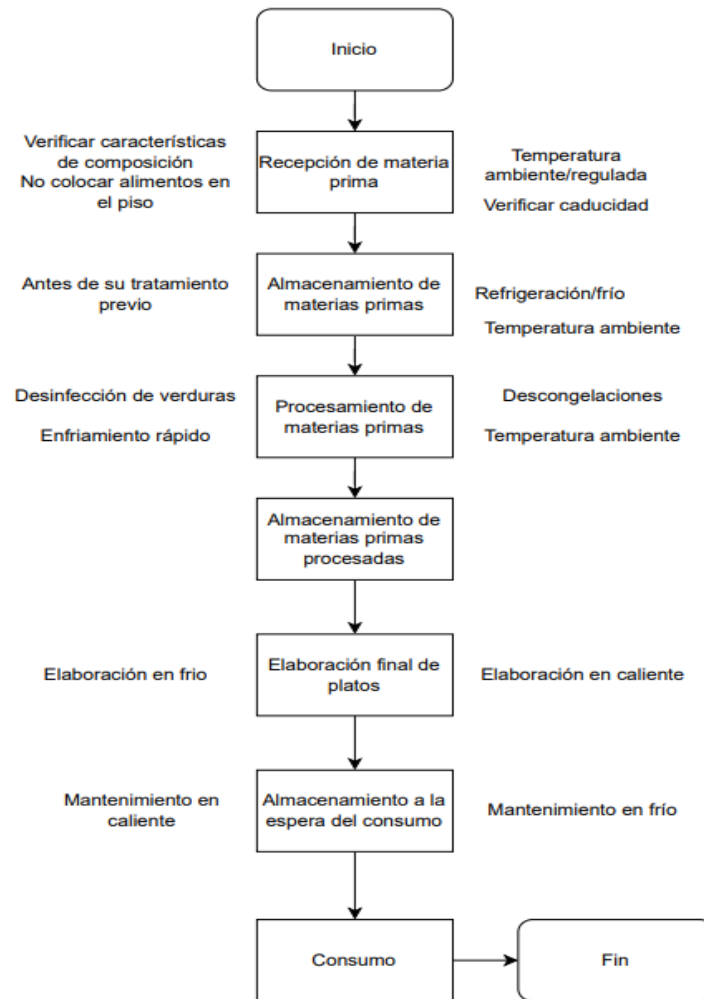 Inicio
Verificar características
de composición
No colocar alimentos en
el piso
Recepción de materia
prima
Temperatura
ambiente/regulada
Verificar caducidad
Antes de su tratamiento
previo
Almacenamiento de
materias primas
Refrigeración/frío
Temperatura ambiente
Desinfección de verduras
Enfriamiento rápido
Procesamiento de
materias primas
Descongelaciones
Temperatura ambiente
Almacenamiento de
materias primas
procesadas
Elaboración en frio
Elaboración final de
platos
Elaboración en caliente
Mantenimiento en
caliente
Almacenamiento a la
espera del consumo
Mantenimiento en frío
Consumo
Fin